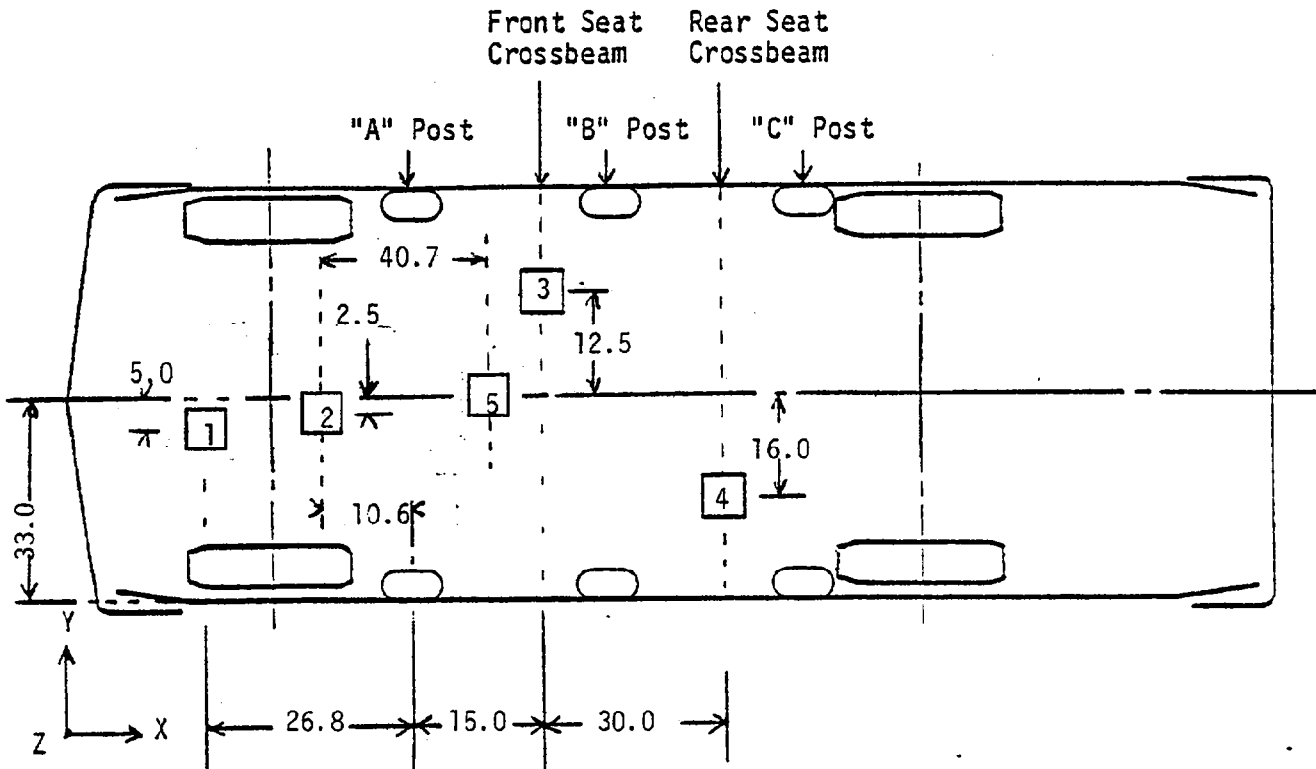 Front Seat Rear Seat
Crossbeam Crossbeam
"A" Post "B" Post "C" Post
40.7
3
2.5
12.5
5,0
5
2
1
16.0
4
10.6
33.0
Y
26.8 15.0 30.0
X
Z